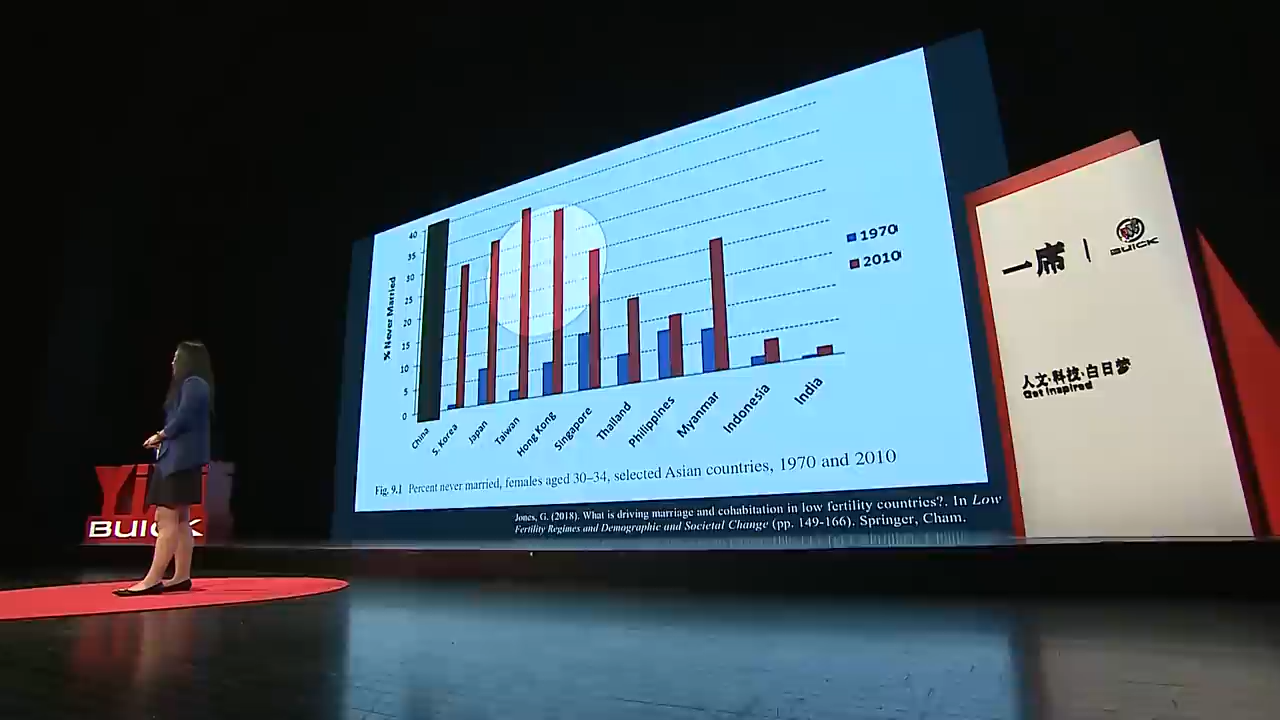 % Never Married
40
35
30
25
20
15
10
5
0
China
S. Korea
Japan
Taiwan
Hong Kong
Singapore
Thailand
Philippines
Myanmar
Indonesia
India
1970
2010
Fig. 9.1 Percent never married, females aged 30–34, selected Asian countries, 1970 and 2010
Jones, G. (2018). What is driving marriage and cohabitation in low fertility countries?. In Low
Fertility Regimes and Demographic and Societal Change (pp. 149-166). Springer, Cham.
一席 | BUICK
人文·科技·白日梦
Get Inspired
YIXI
BUICK